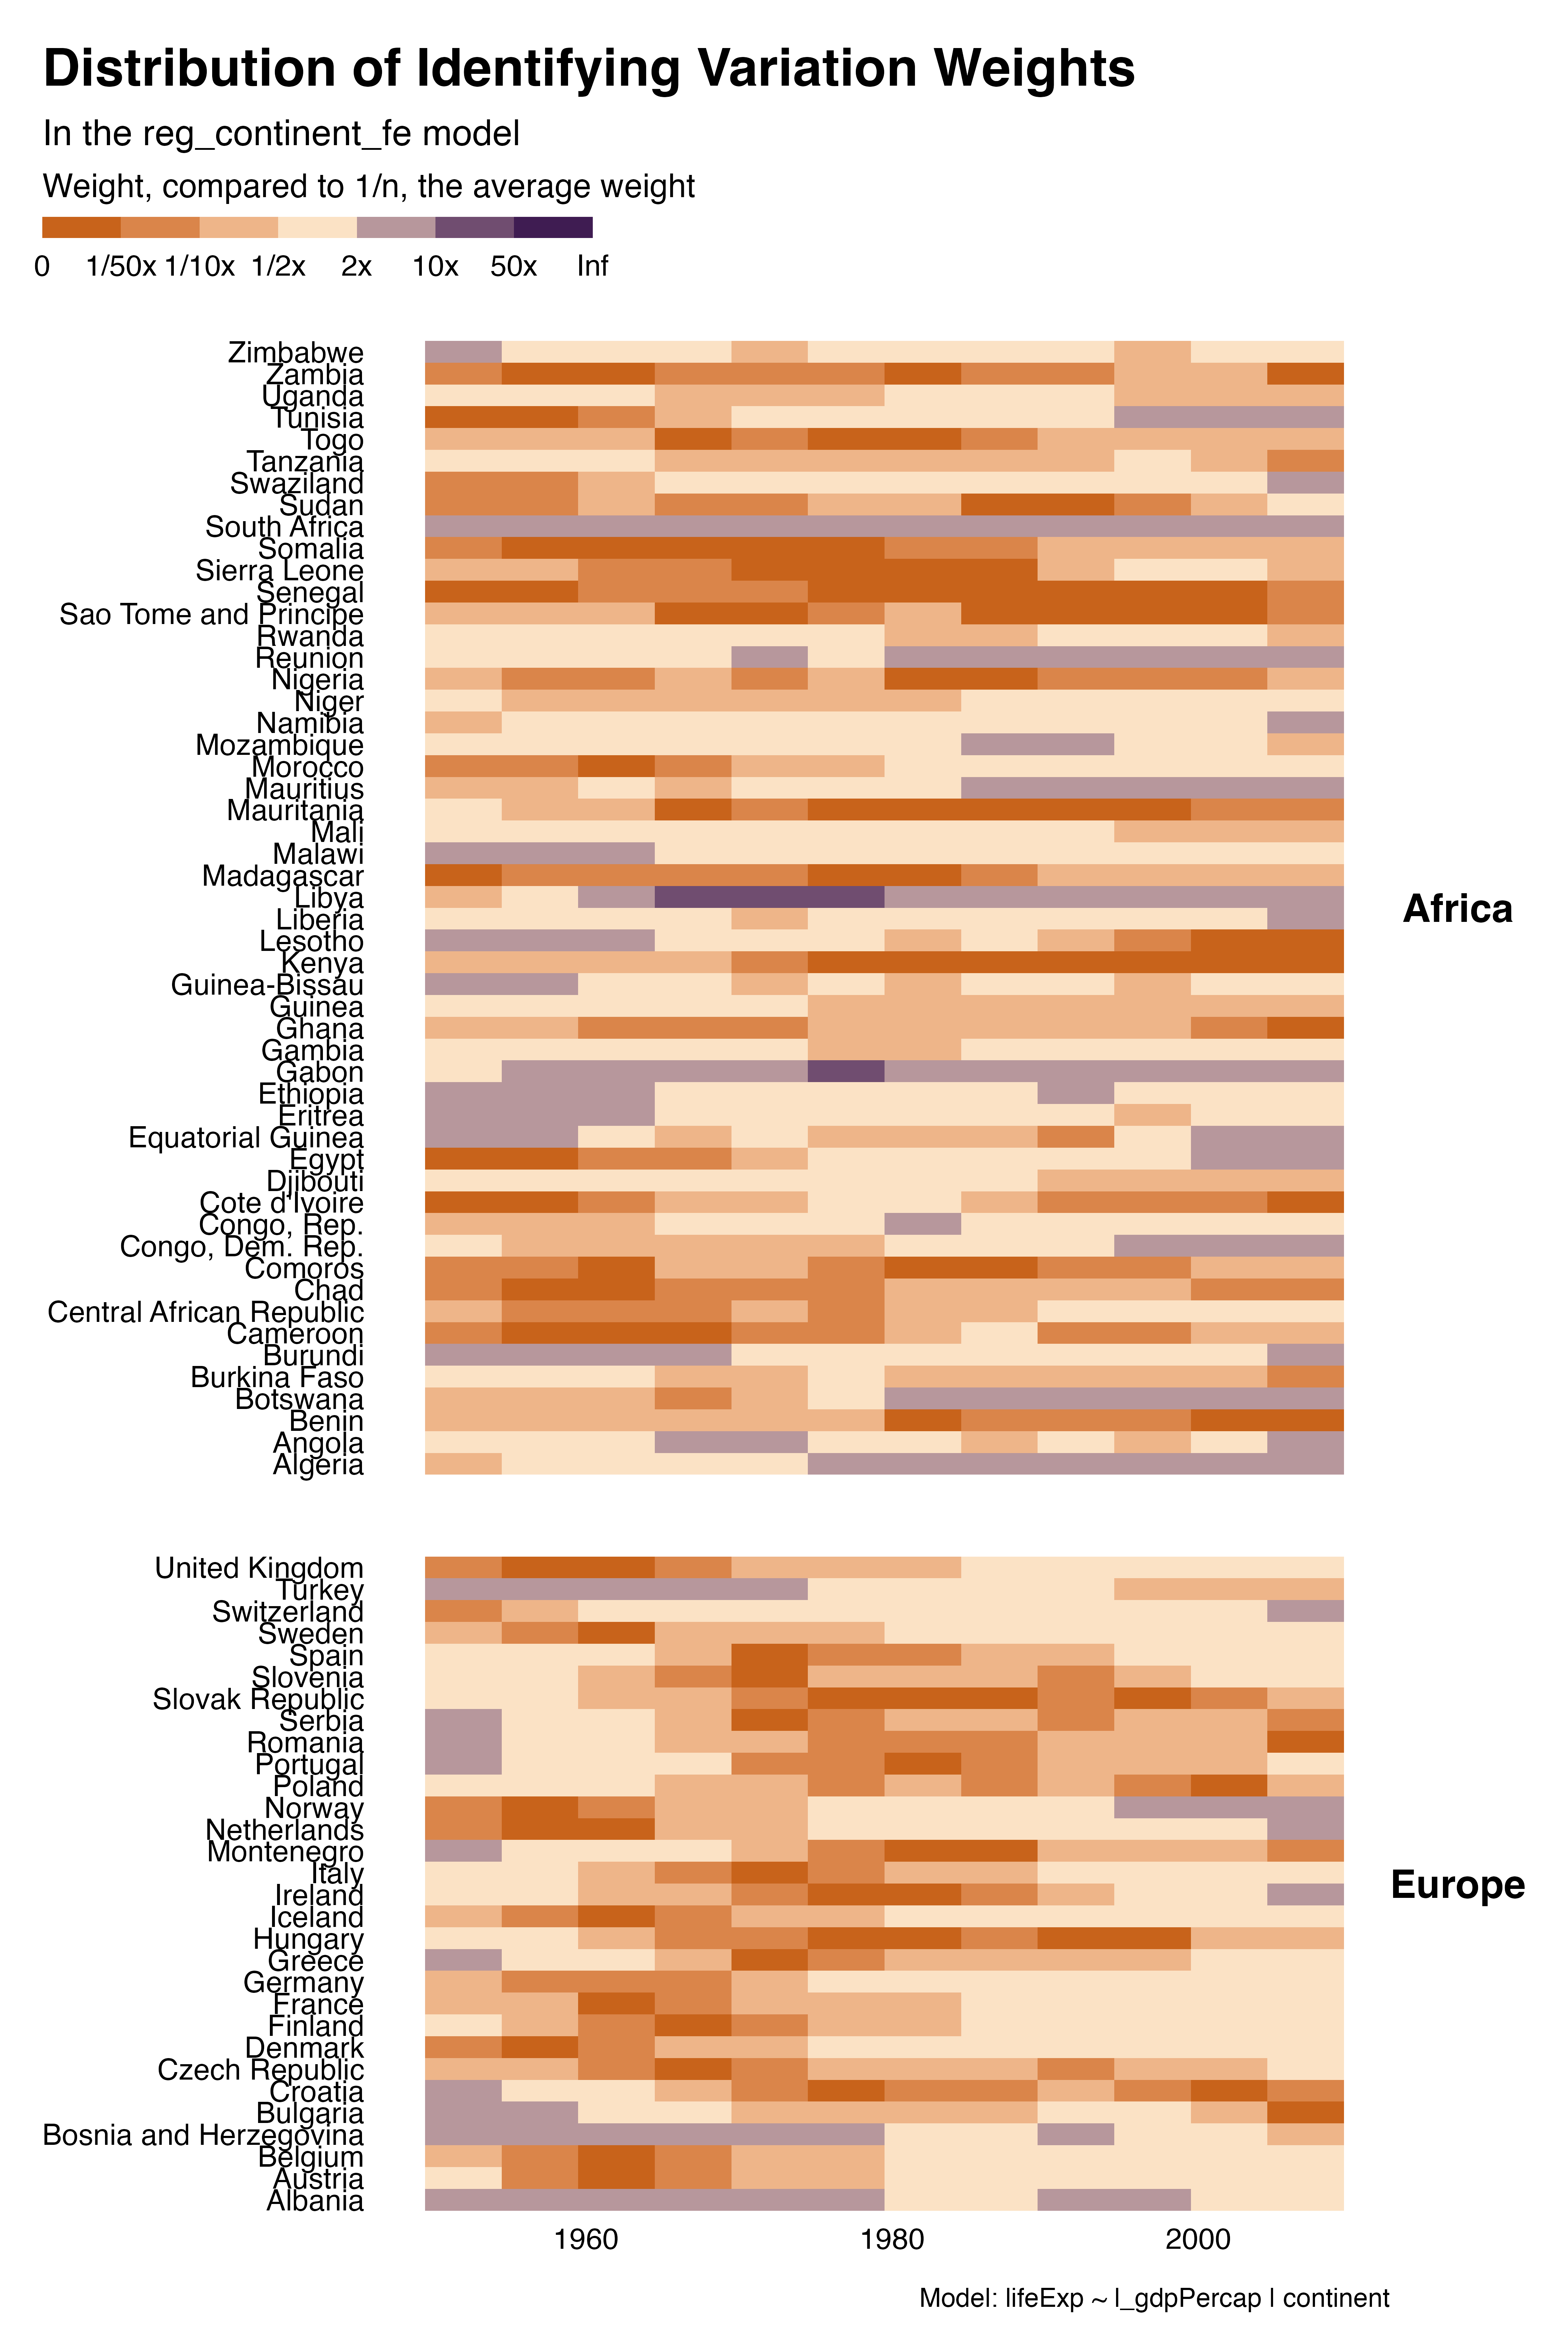 Distribution of Identifying Variation Weights
In the reg_continent_fe model
Weight, compared to 1/n, the average weight
0 1/50x 1/10x 1/2x 2x 10x 50x Inf
Zimbabwe
Zambia
Uganda
Tunisia
Togo
Tanzania
Swaziland
Sudan
South Africa
Somalia
Sierra Leone
Senegal
Sao Tome and Principe
Rwanda
Reunion
Nigeria
Niger
Namibia
Mozambique
Morocco
Mauritius
Mauritania
Mali
Malawi
Madagascar
Libya
Africa
Liberia
Lesotho
Kenya
Guinea-Bissau
Guinea
Ghana
Gambia
Gabon
Ethiopia
Eritrea
Equatorial Guinea
Egypt
Djibouti
Cote d'Ivoire
Congo, Rep.
Congo, Dem. Rep.
Comoros
Chad
Central African Republic
Cameroon
Burundi
Burkina Faso
Botswana
Benin
Angola
Algeria
United Kingdom
Turkey
Switzerland
Sweden
Spain
Slovenia
Slovak Republic
Serbia
Romania
Portugal
Poland
Norway
Netherlands
Montenegro
Italy
Europe
Ireland
Iceland
Hungary
Greece
Germany
France
Finland
Denmark
Czech Republic
Croatia
Bulgaria
Bosnia and Herzegovina
Belgium
Austria
Albania
1960 1980 2000
Model: lifeExp ~ l_gdpPercap | continent